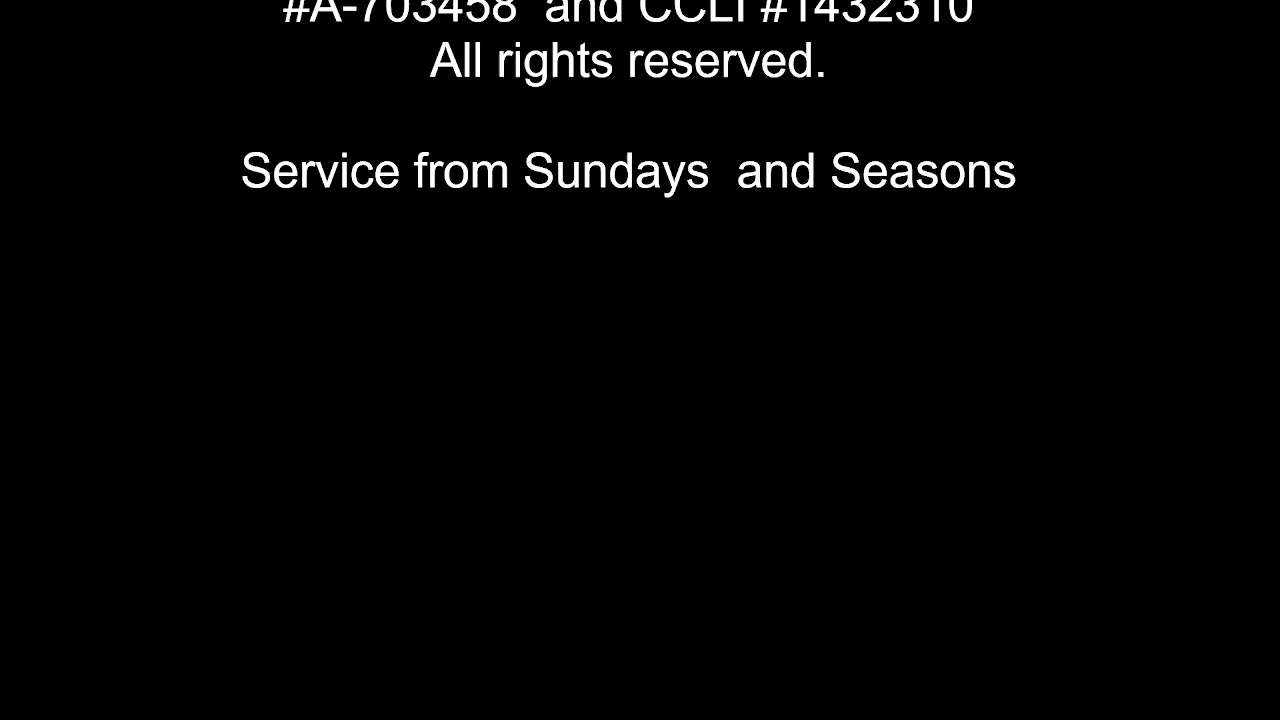 #A-703458  and CCLI #1432310
All rights reserved.
Service from Sundays  and Seasons